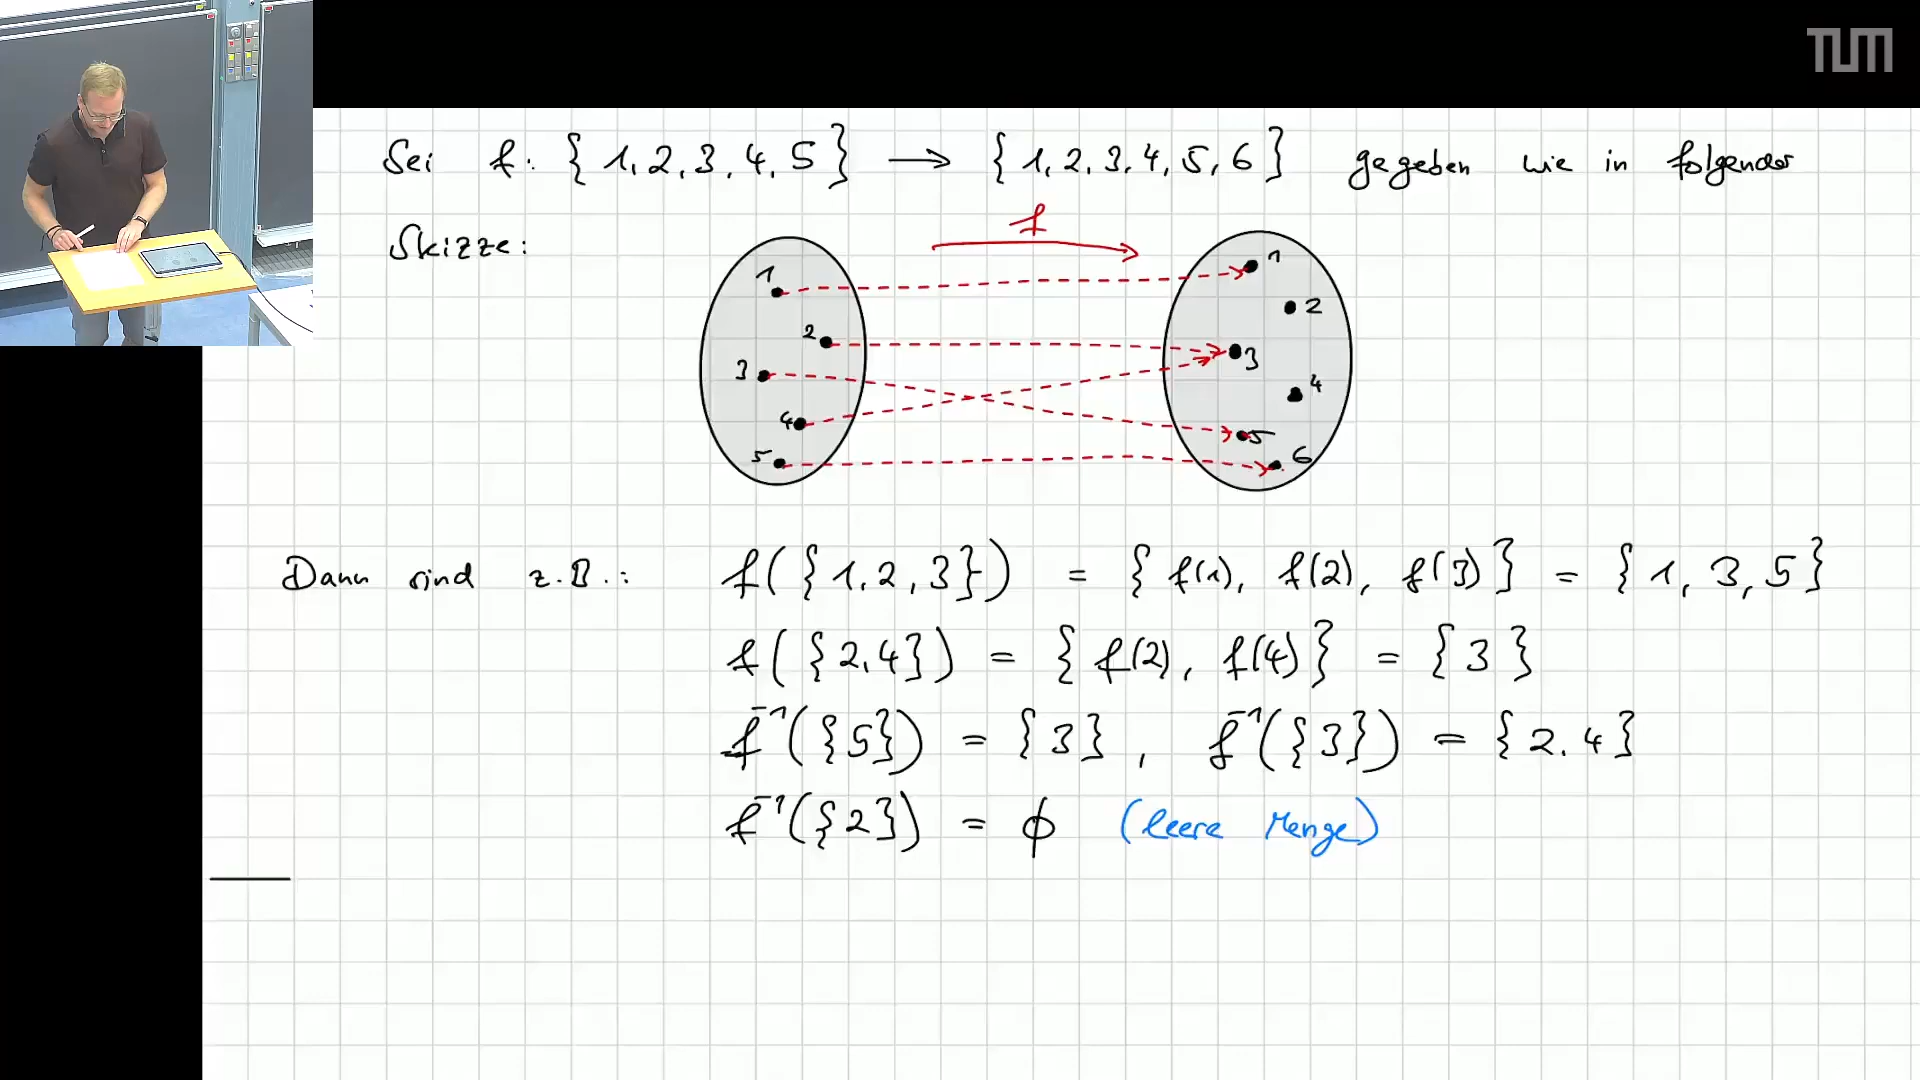 TUM
Sei f: {1,2,3,4,5} → {1,2,3,4,5,6} gegeben wie in folgender
Skizze:
f
1
2
3
4
5
1
2
3
4
5
6
Dann sind z.B.: f({1,2,3}) = {f(1), f(2), f(3)} = {1,3,5}
f({2,4}) = {f(2), f(4)} = {3}
f⁻¹({5}) = {3}, f⁻¹({3}) = {2.4}
f⁻¹({2}) = ϕ (leere Menge)